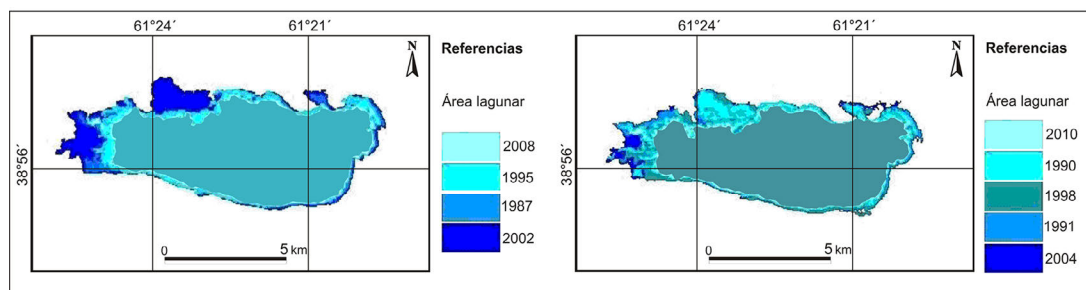 61°24´ 61°21´
N
Referencias
Área lagunar
2008
1995
1987
2002
38°56´
0 5 km
61°24´ 61°21´
N
Referencias
Área lagunar
2010
1990
1998
1991
2004
38°56´
0 5 km